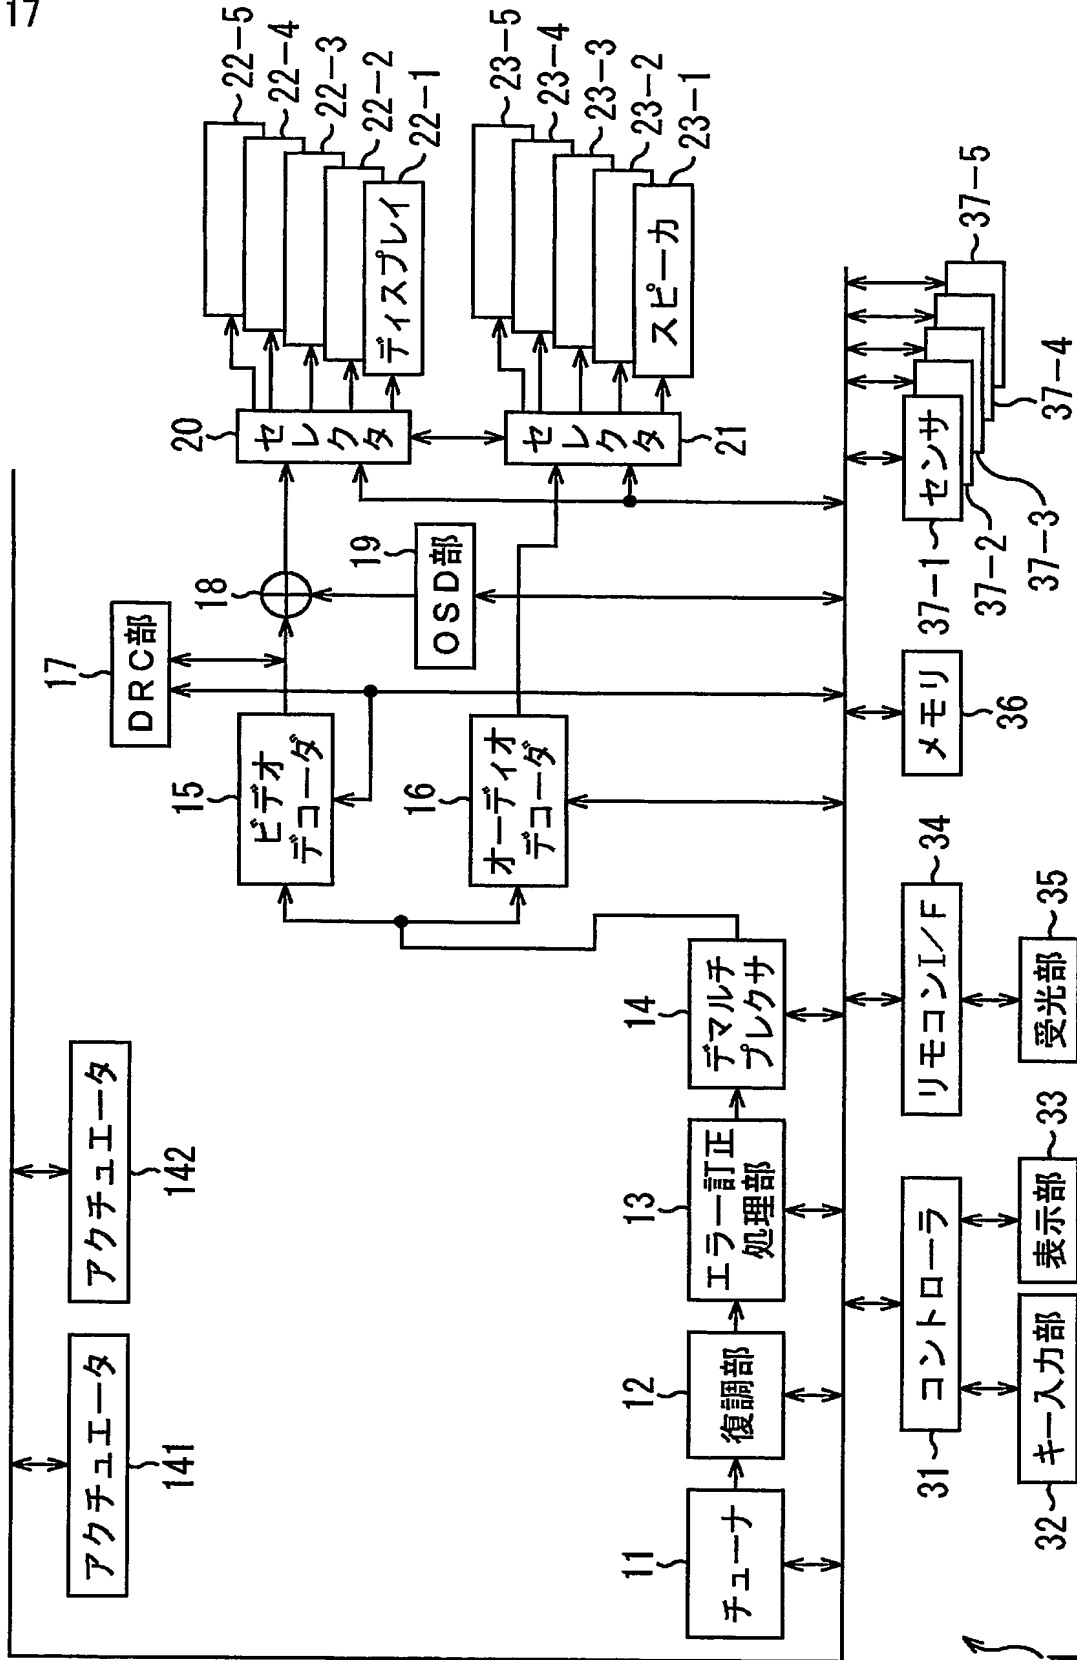 17
アクチュエータ
141
アクチュエータ
142
DRC部
17
ビデオ
デコーダ
15
18
OSD部
19
オーディオ
デコーダ
16
セレクタ
20
セレクタ
21
ディスプレイ
22-1
22-2
22-3
22-4
22-5
スピーカ
23-1
23-2
23-3
23-4
23-5
チューナ
11
復調部
12
エラー訂正
処理部
13
デマルチ
プレクサ
14
コントローラ
31
キー入力部
32
表示部
33
リモコンI/F
34
受光部
35
メモリ
36
センサ
37-1
37-2
37-3
37-4
37-5